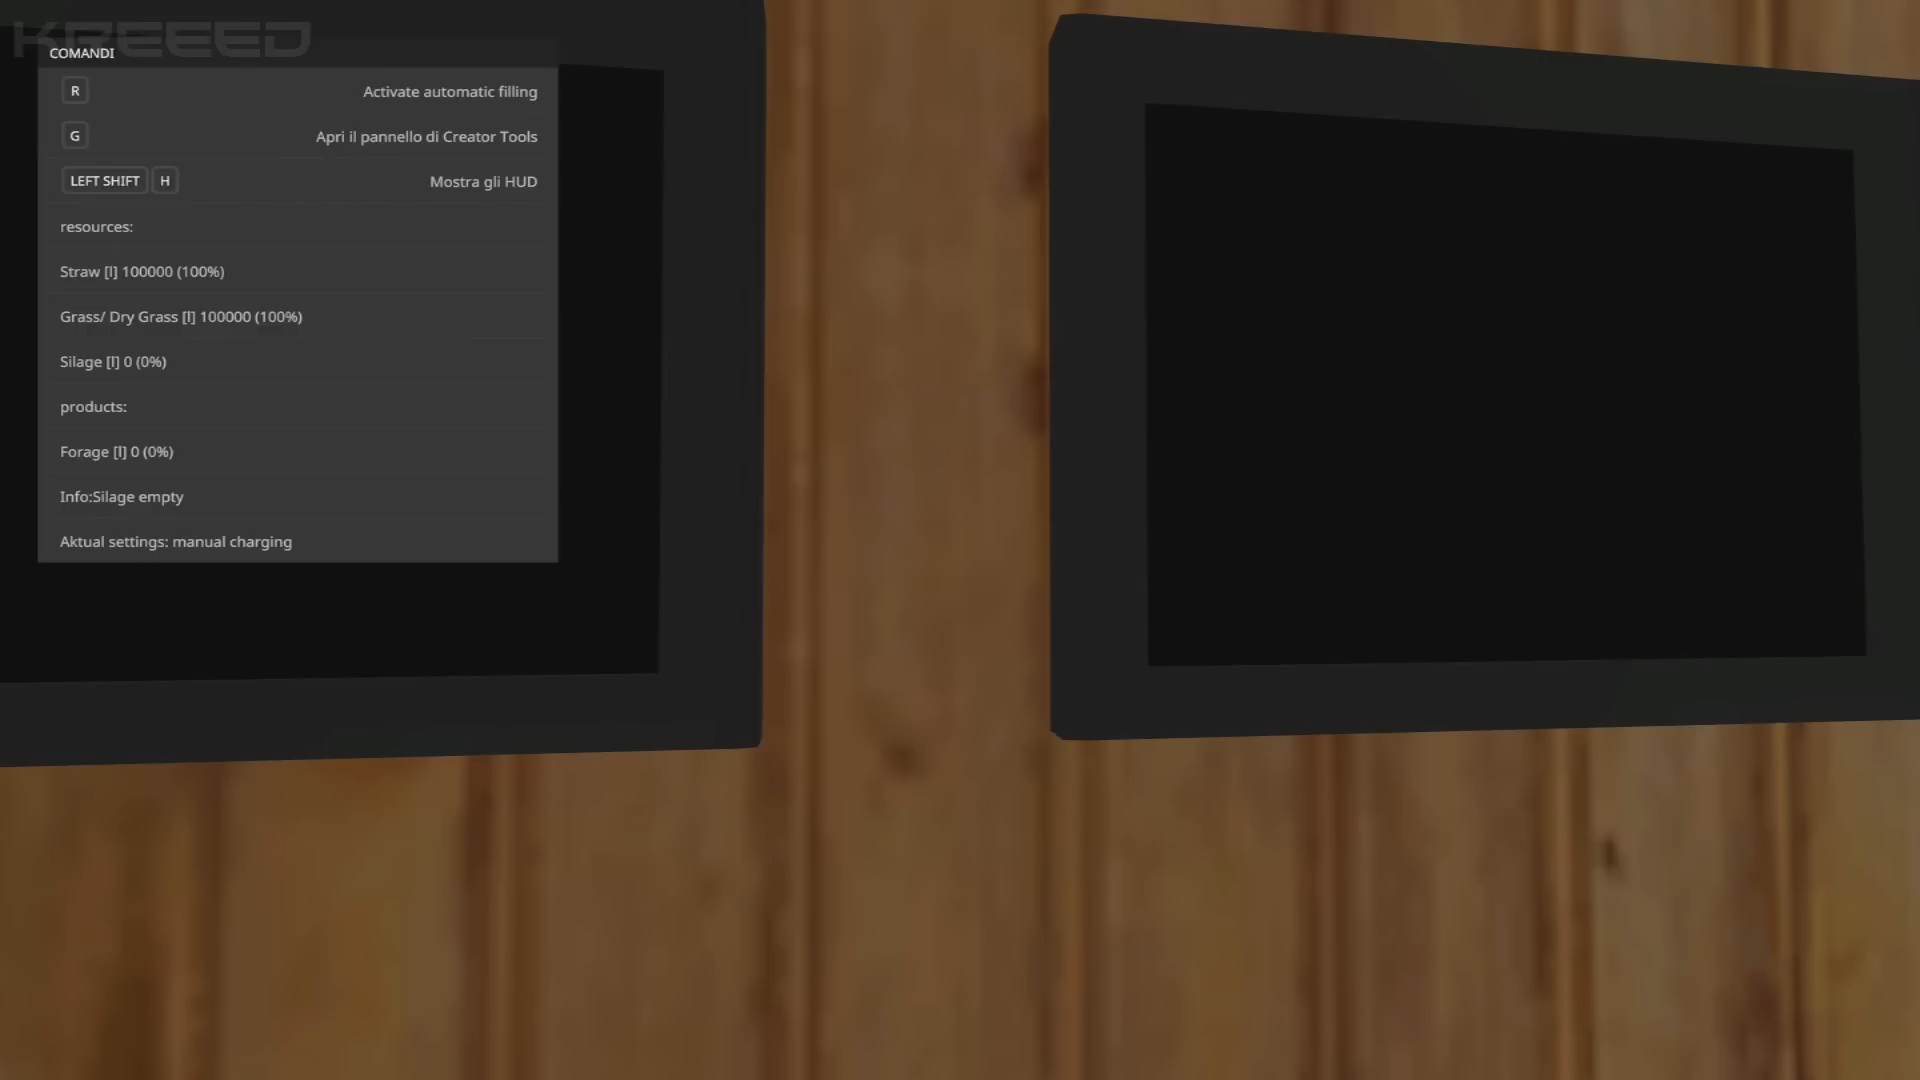 KREEED
COMANDI
R Activate automatic filling
G Apri il pannello di Creator Tools
LEFT SHIFT H Mostra gli HUD
resources:
Straw [l] 100000 (100%)
Grass/ Dry Grass [l] 100000 (100%)
Silage [l] 0 (0%)
products:
Forage [l] 0 (0%)
Info:Silage empty
Aktual settings: manual charging